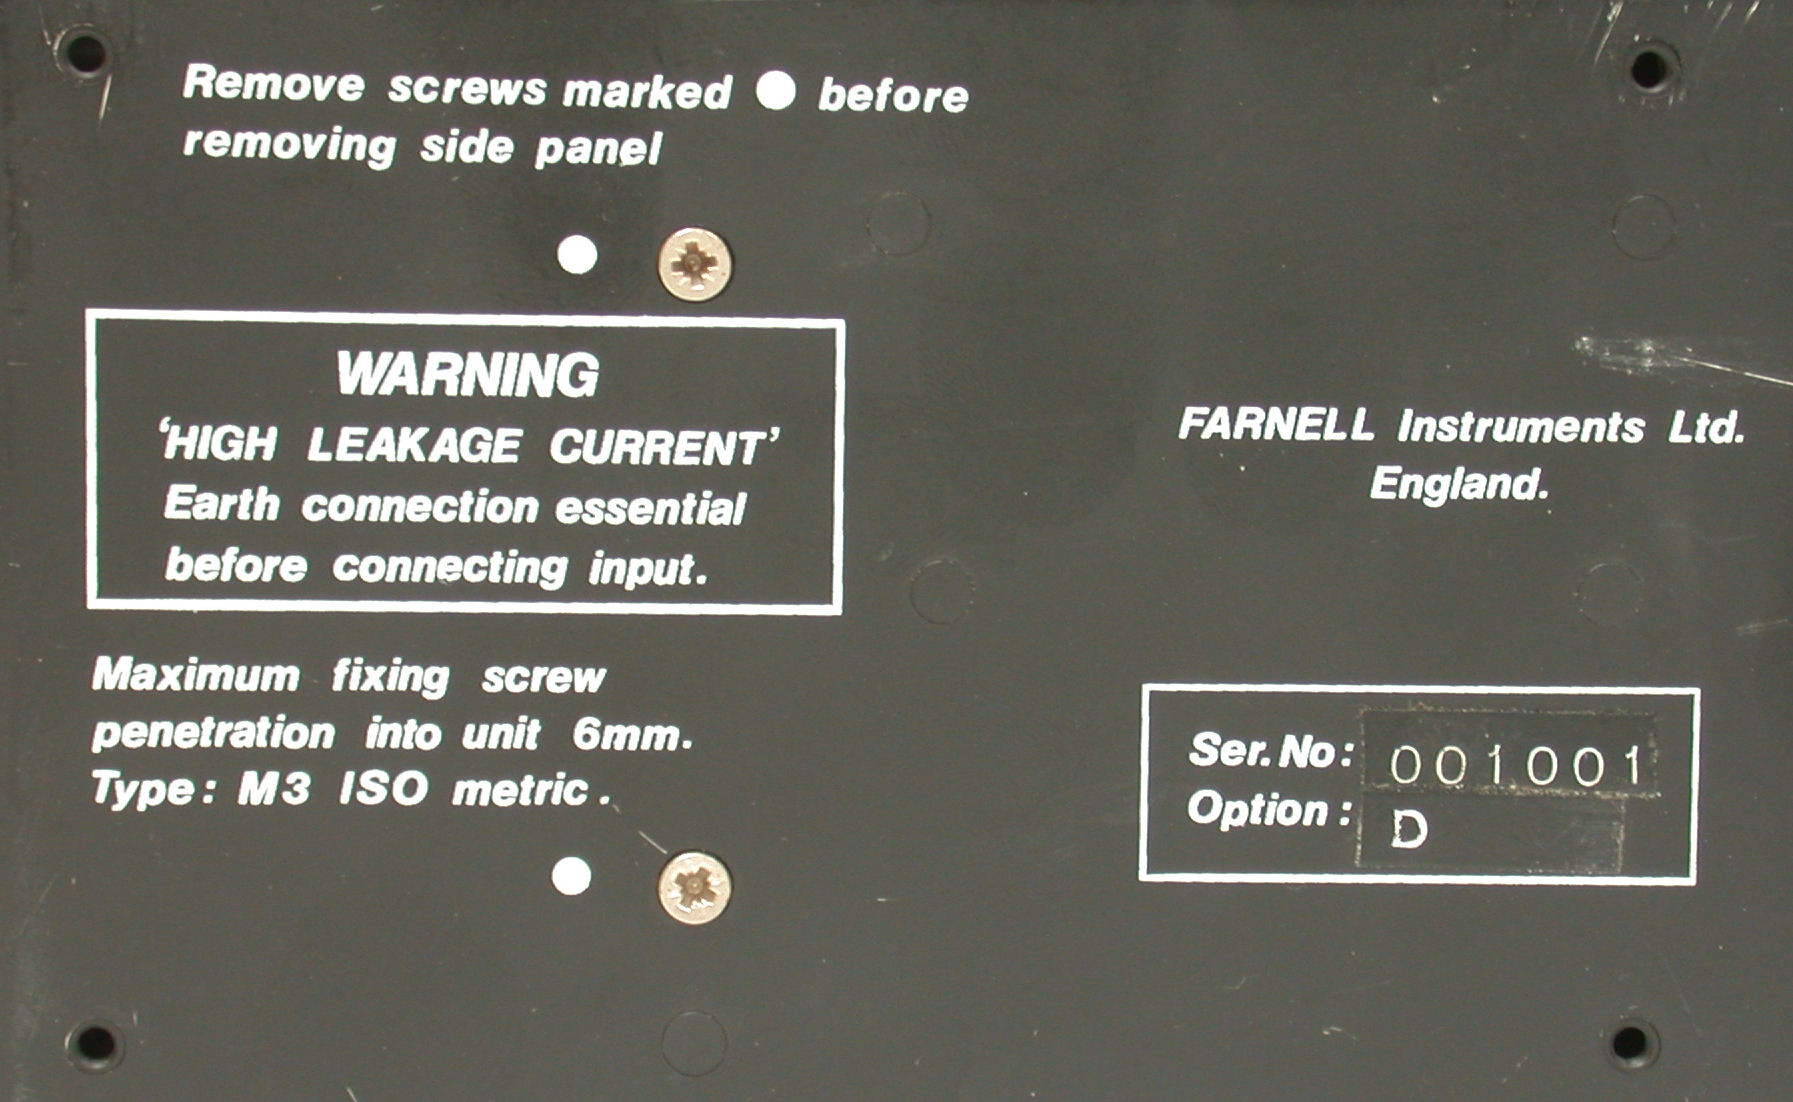 Remove screws marked ● before
removing side panel
WARNING
‘HIGH LEAKAGE CURRENT’
Earth connection essential
before connecting input.
Maximum fixing screw
penetration into unit 6mm.
Type: M3 ISO metric.
FARNELL Instruments Ltd.
England.
Ser. No: 001001
Option: D